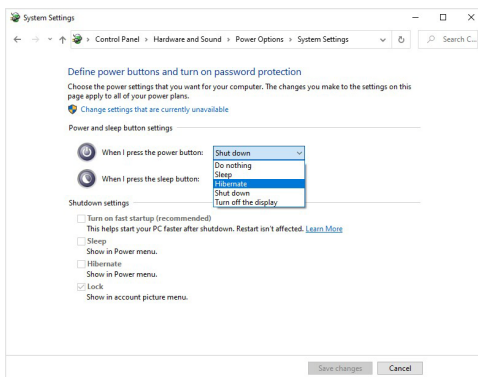 System Settings
Control Panel > Hardware and Sound > Power Options > System Settings
Search C...
Define power buttons and turn on password protection
Choose the power settings that you want for your computer. The changes you make to the settings on this
page apply to all of your power plans.
Change settings that are currently unavailable
Power and sleep button settings
When I press the power button:
Shut down
Do nothing
Sleep
Hibernate
Shut down
Turn off the display
When I press the sleep button:
Shutdown settings
Turn on fast startup (recommended)
This helps start your PC faster after shutdown. Restart isn't affected. Learn More
Sleep
Show in Power menu.
Hibernate
Show in Power menu.
Lock
Show in account picture menu.
Save changes
Cancel